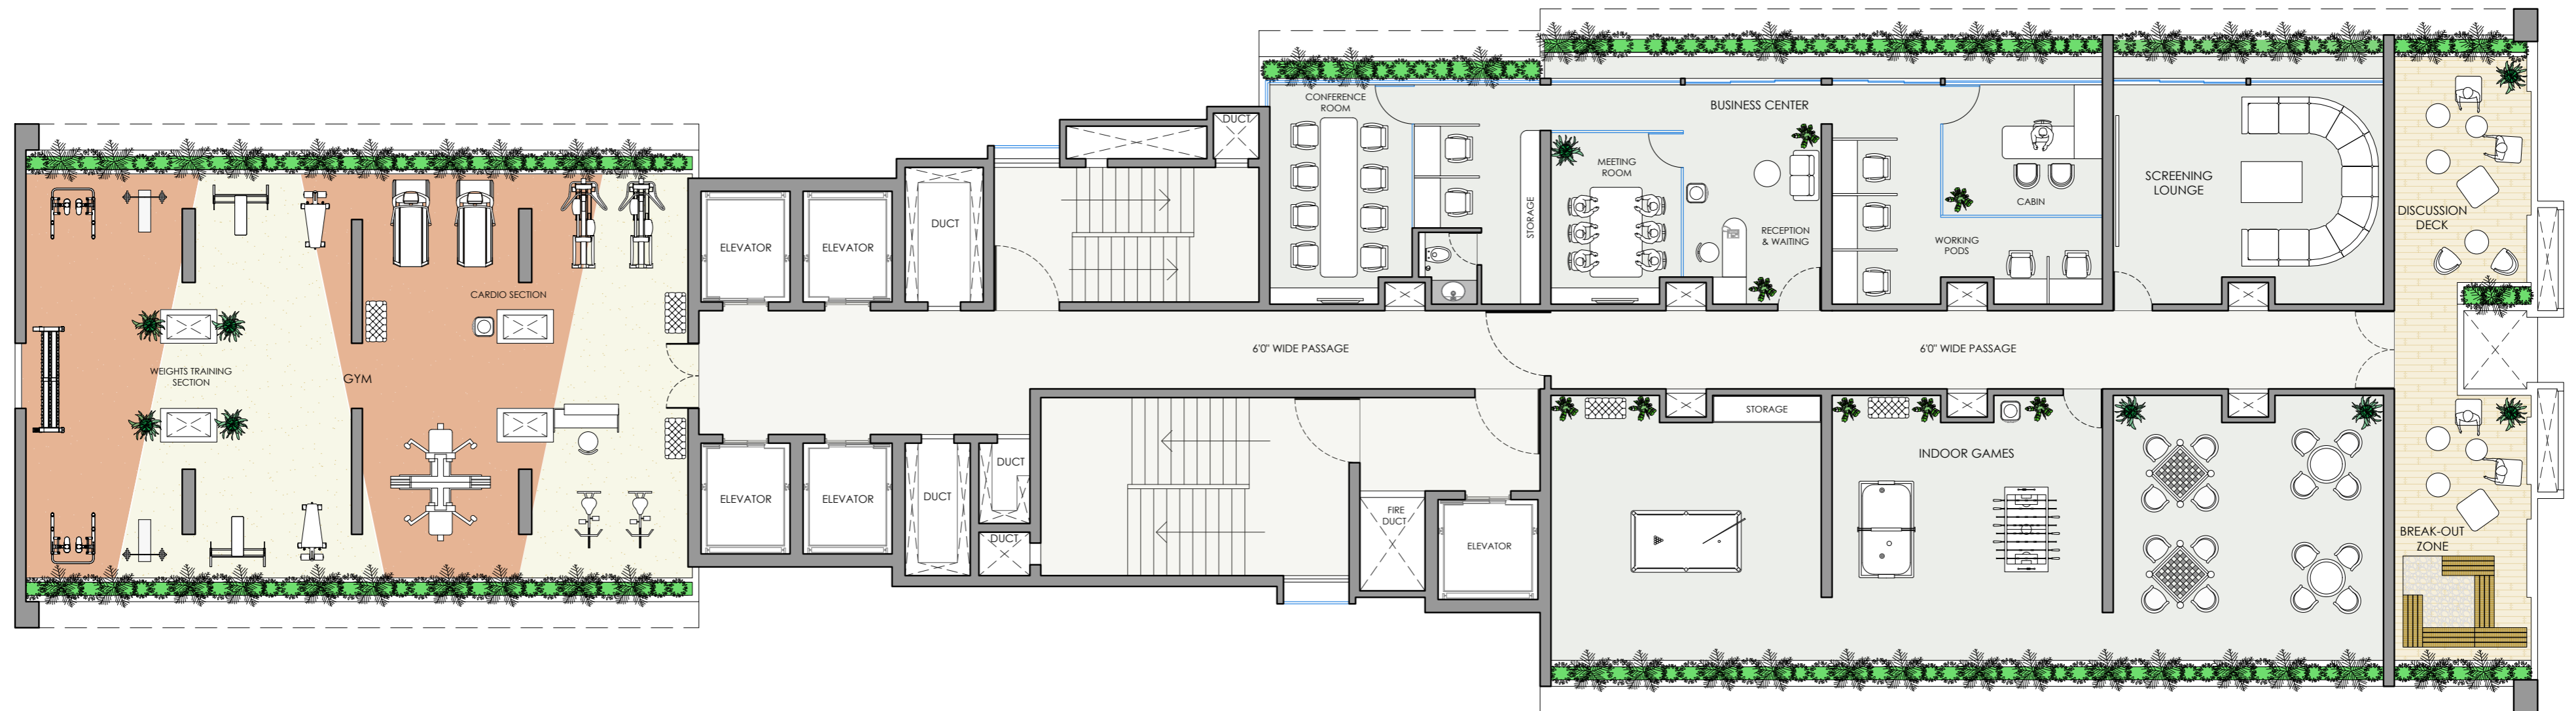 CONFERENCE
ROOM
DUCT
BUSINESS CENTER
MEETING
ROOM
SCREENING
LOUNGE
CABIN
DISCUSSION
DECK
STORAGE
DUCT
ELEVATOR
ELEVATOR
RECEPTION
& WAITING
WORKING
PODS
CARDIO SECTION
6'0" WIDE PASSAGE
6'0" WIDE PASSAGE
WEIGHTS TRAINING
SECTION
GYM
STORAGE
INDOOR GAMES
DUCT
ELEVATOR
ELEVATOR
DUCT
FIRE
DUCT
DUCT
ELEVATOR
BREAK-OUT
ZONE